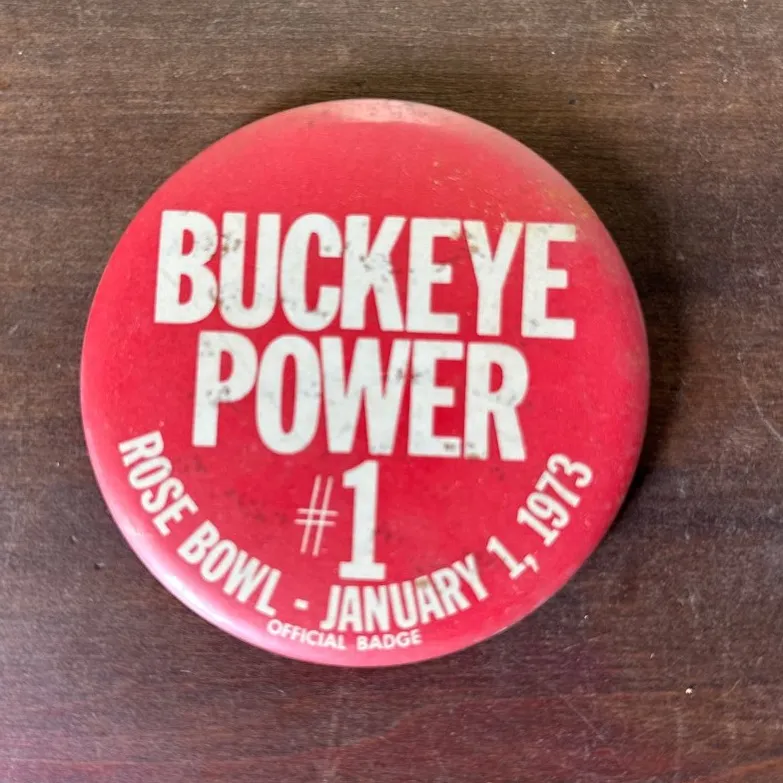 BUCKEYE
POWER
#1
ROSE BOWL - JANUARY 1, 1973
OFFICIAL BADGE